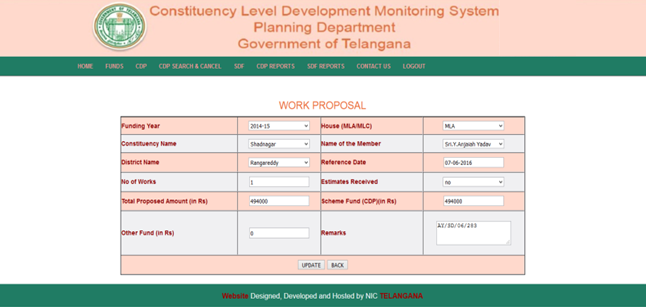 Constituency Level Development Monitoring System
Planning Department
Government of Telangana
HOME FUNDS CDP CDP SEARCH & CANCEL SDF CDP REPORTS SDF REPORTS CONTACT US LOGOUT
WORK PROPOSAL
Funding Year 2014-15 House (MLA/MLC) MLA
Constituency Name Shadnagar Name of the Member Sri.Y.Anjaiah Yadav
District Name Rangareddy Reference Date 07-06-2016
No of Works 1 Estimates Received no
Total Proposed Amount (in Rs) 494000 Scheme Fund (CDP)(in Rs) 494000
Other Fund (in Rs) 0 Remarks AY/SD/04/203
UPDATE BACK
Website Designed, Developed and Hosted by NIC TELANGANA